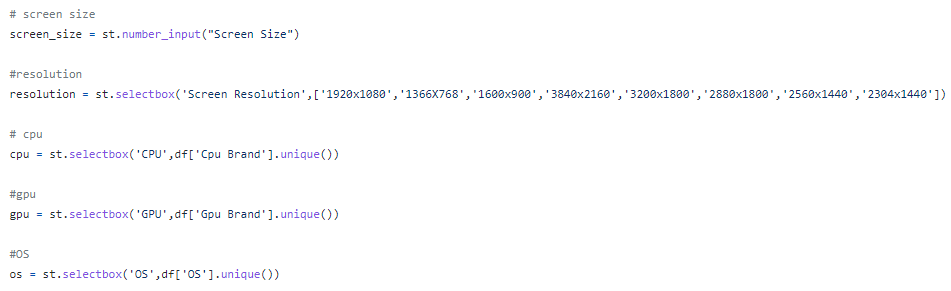 # screen size
screen_size = st.number_input("Screen Size")
#resolution
resolution = st.selectbox('Screen Resolution',['1920x1080','1366X768','1600x900','3840x2160','3200x1800','2880x1800','2560x1440','2304x1440'])
# cpu
cpu = st.selectbox('CPU',df['Cpu Brand'].unique())
#gpu
gpu = st.selectbox('GPU',df['Gpu Brand'].unique())
#OS
os = st.selectbox('OS',df['OS'].unique())